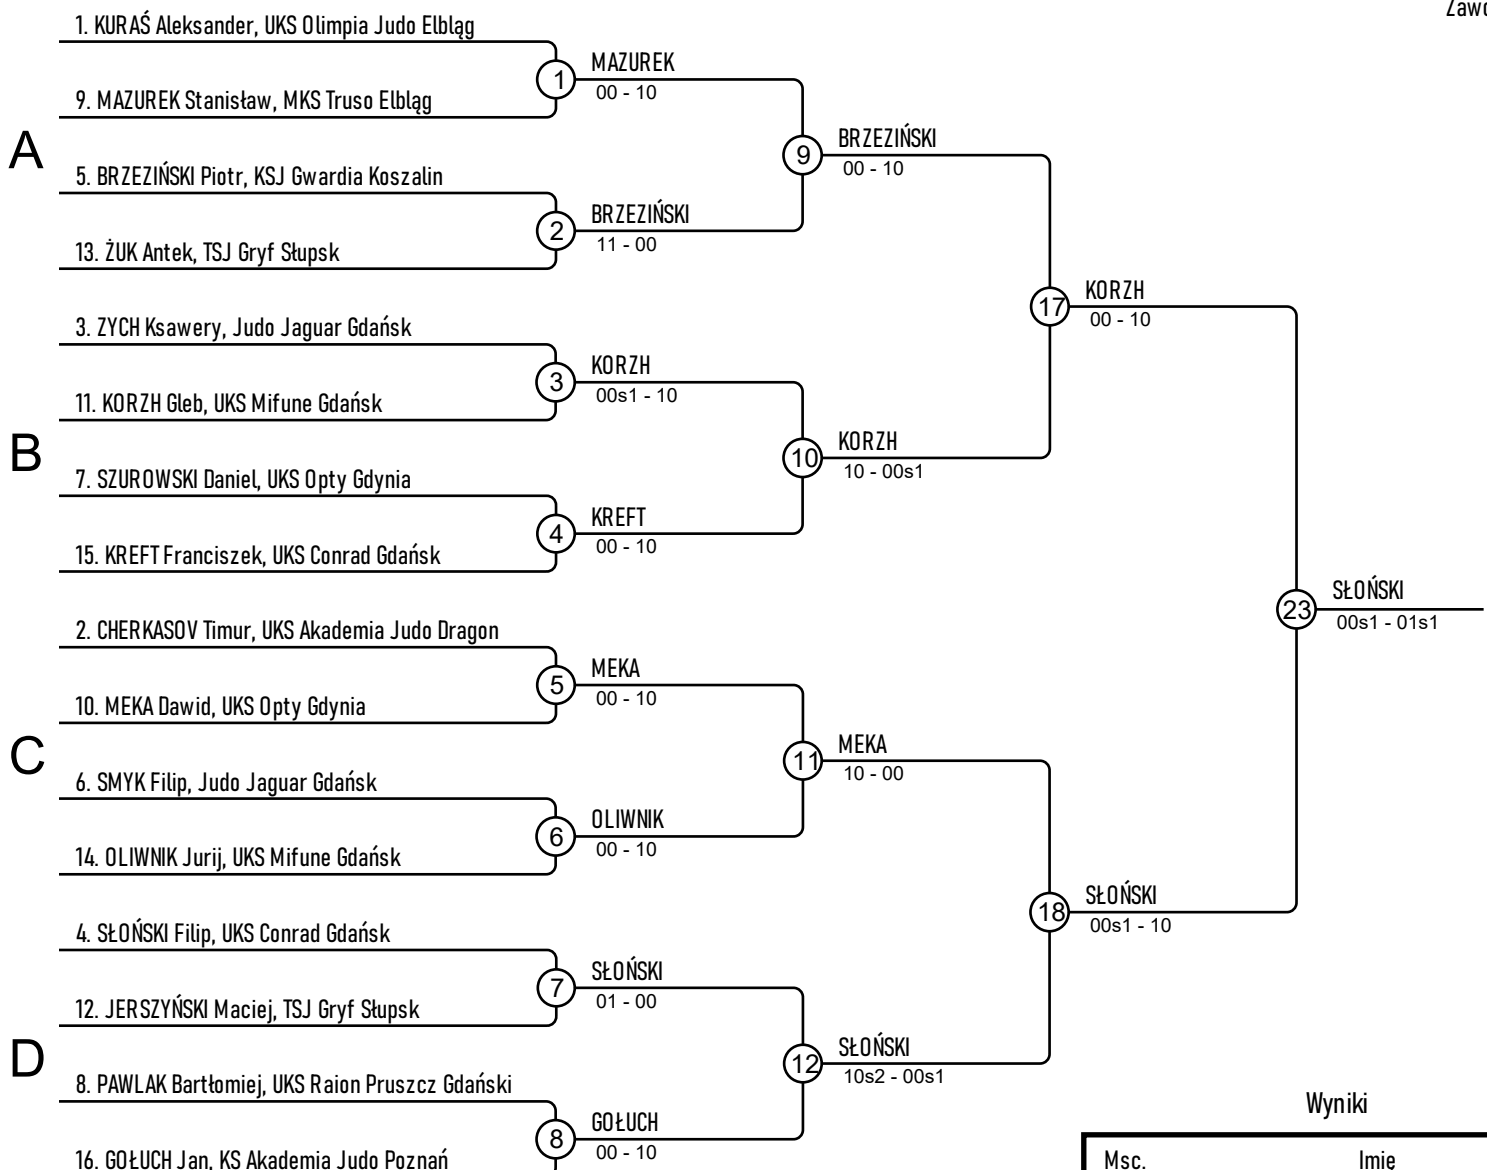 Zawo
1. KURAŚ Aleksander, UKS Olimpia Judo Elbląg
1
MAZUREK
00 - 10
9. MAZUREK Stanisław, MKS Truso Elbląg
A
9
BRZEZIŃSKI
00 - 10
5. BRZEZIŃSKI Piotr, KSJ Gwardia Koszalin
2
BRZEZIŃSKI
11 - 00
13. ŻUK Antek, TSJ Gryf Słupsk
17
KORZH
00 - 10
3. ZYCH Ksawery, Judo Jaguar Gdańsk
3
KORZH
00s1 - 10
11. KORZH Gleb, UKS Mifune Gdańsk
B
10
KORZH
10 - 00s1
7. SZUROWSKI Daniel, UKS Opty Gdynia
4
KREFT
00 - 10
15. KREFT Franciszek, UKS Conrad Gdańsk
23
SŁOŃSKI
00s1 - 01s1
2. CHERKASOV Timur, UKS Akademia Judo Dragon
5
MEKA
00 - 10
10. MEKA Dawid, UKS Opty Gdynia
C
11
MEKA
10 - 00
6. SMYK Filip, Judo Jaguar Gdańsk
6
OLIWNIK
00 - 10
14. OLIWNIK Jurij, UKS Mifune Gdańsk
18
SŁOŃSKI
00s1 - 10
4. SŁOŃSKI Filip, UKS Conrad Gdańsk
7
SŁOŃSKI
01 - 00
12. JERSZYŃSKI Maciej, TSJ Gryf Słupsk
D
12
SŁOŃSKI
10s2 - 00s1
8. PAWLAK Bartłomiej, UKS Raion Pruszcz Gdański
8
GOŁUCH
00 - 10
16. GOŁUCH Jan, KS Akademia Judo Poznań
Wyniki
Msc. Imię